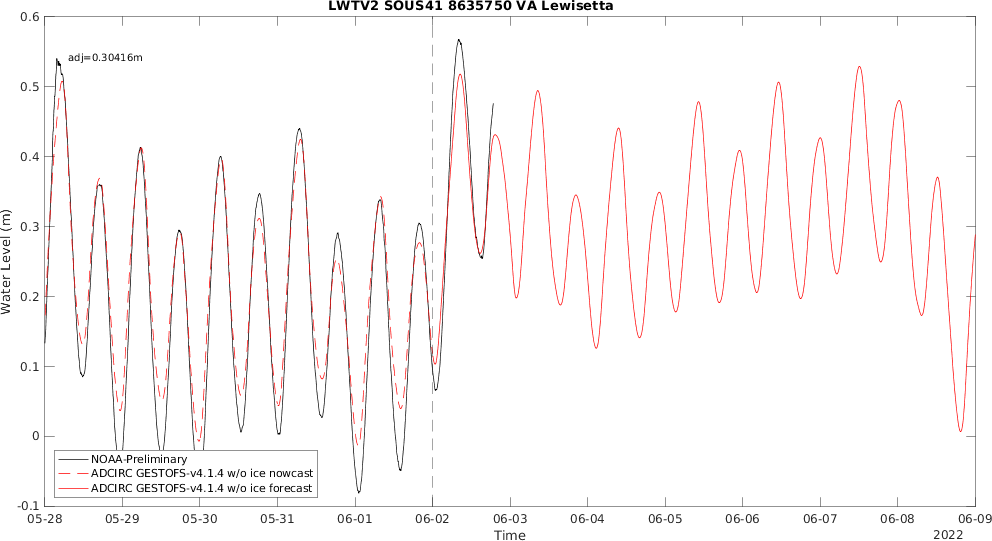 LWTV2 SOUS41 8635750 VA Lewisetta
adj=0.30416m
Water Level (m)
0.6
0.5
0.4
0.3
0.2
0.1
0
-0.1
NOAA-Preliminary
ADCIRC GESTOFS-v4.1.4 w/o ice nowcast
ADCIRC GESTOFS-v4.1.4 w/o ice forecast
05-28 05-29 05-30 05-31 06-01 06-02 06-03 06-04 06-05 06-06 06-07 06-08 06-09
Time
2022